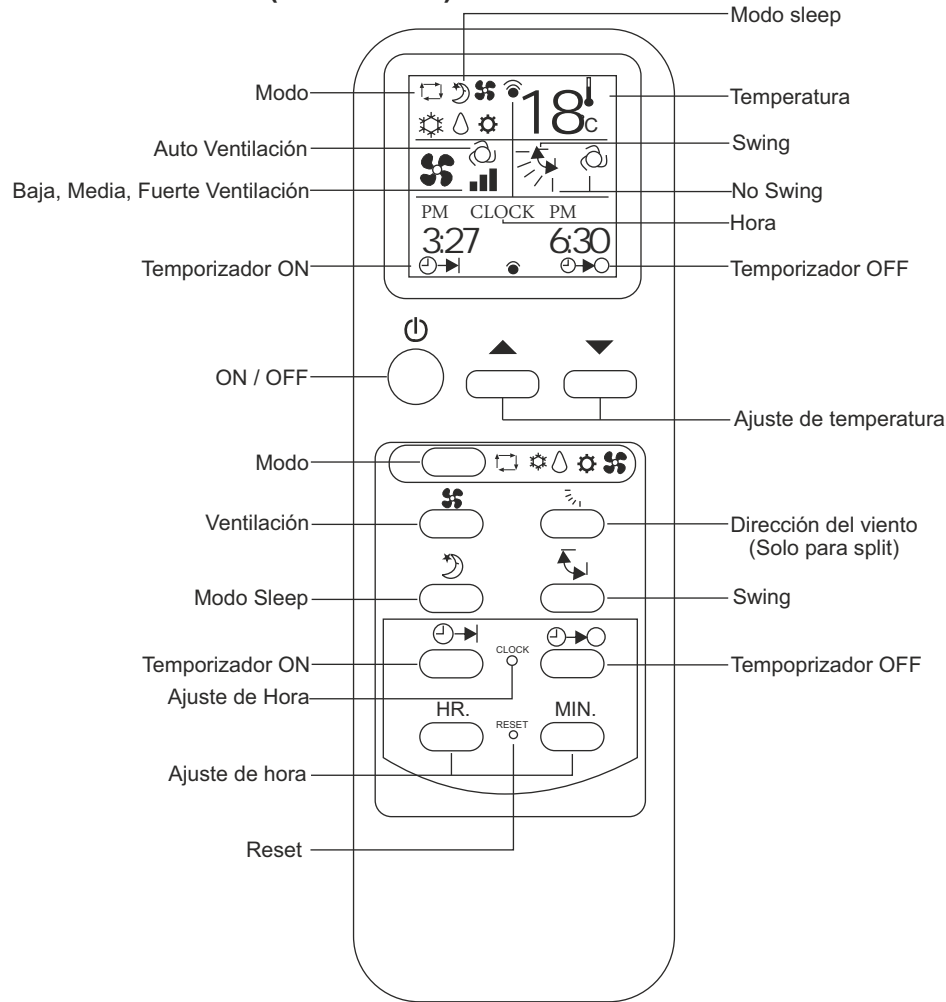 Modo sleep
Modo
Temperatura
18
C
Auto Ventilación
Swing
Baja, Media, Fuerte Ventilación
No Swing
PM CLOCK PM
Hora
3:27 6:30
Temporizador ON
Temporizador OFF
ON / OFF
Ajuste de temperatura
Modo
Ventilación
Dirección del viento
(Solo para split)
Modo Sleep
Swing
Temporizador ON
CLOCK
Tempoprizador OFF
Ajuste de Hora
HR. MIN.
RESET
Ajuste de hora
Reset